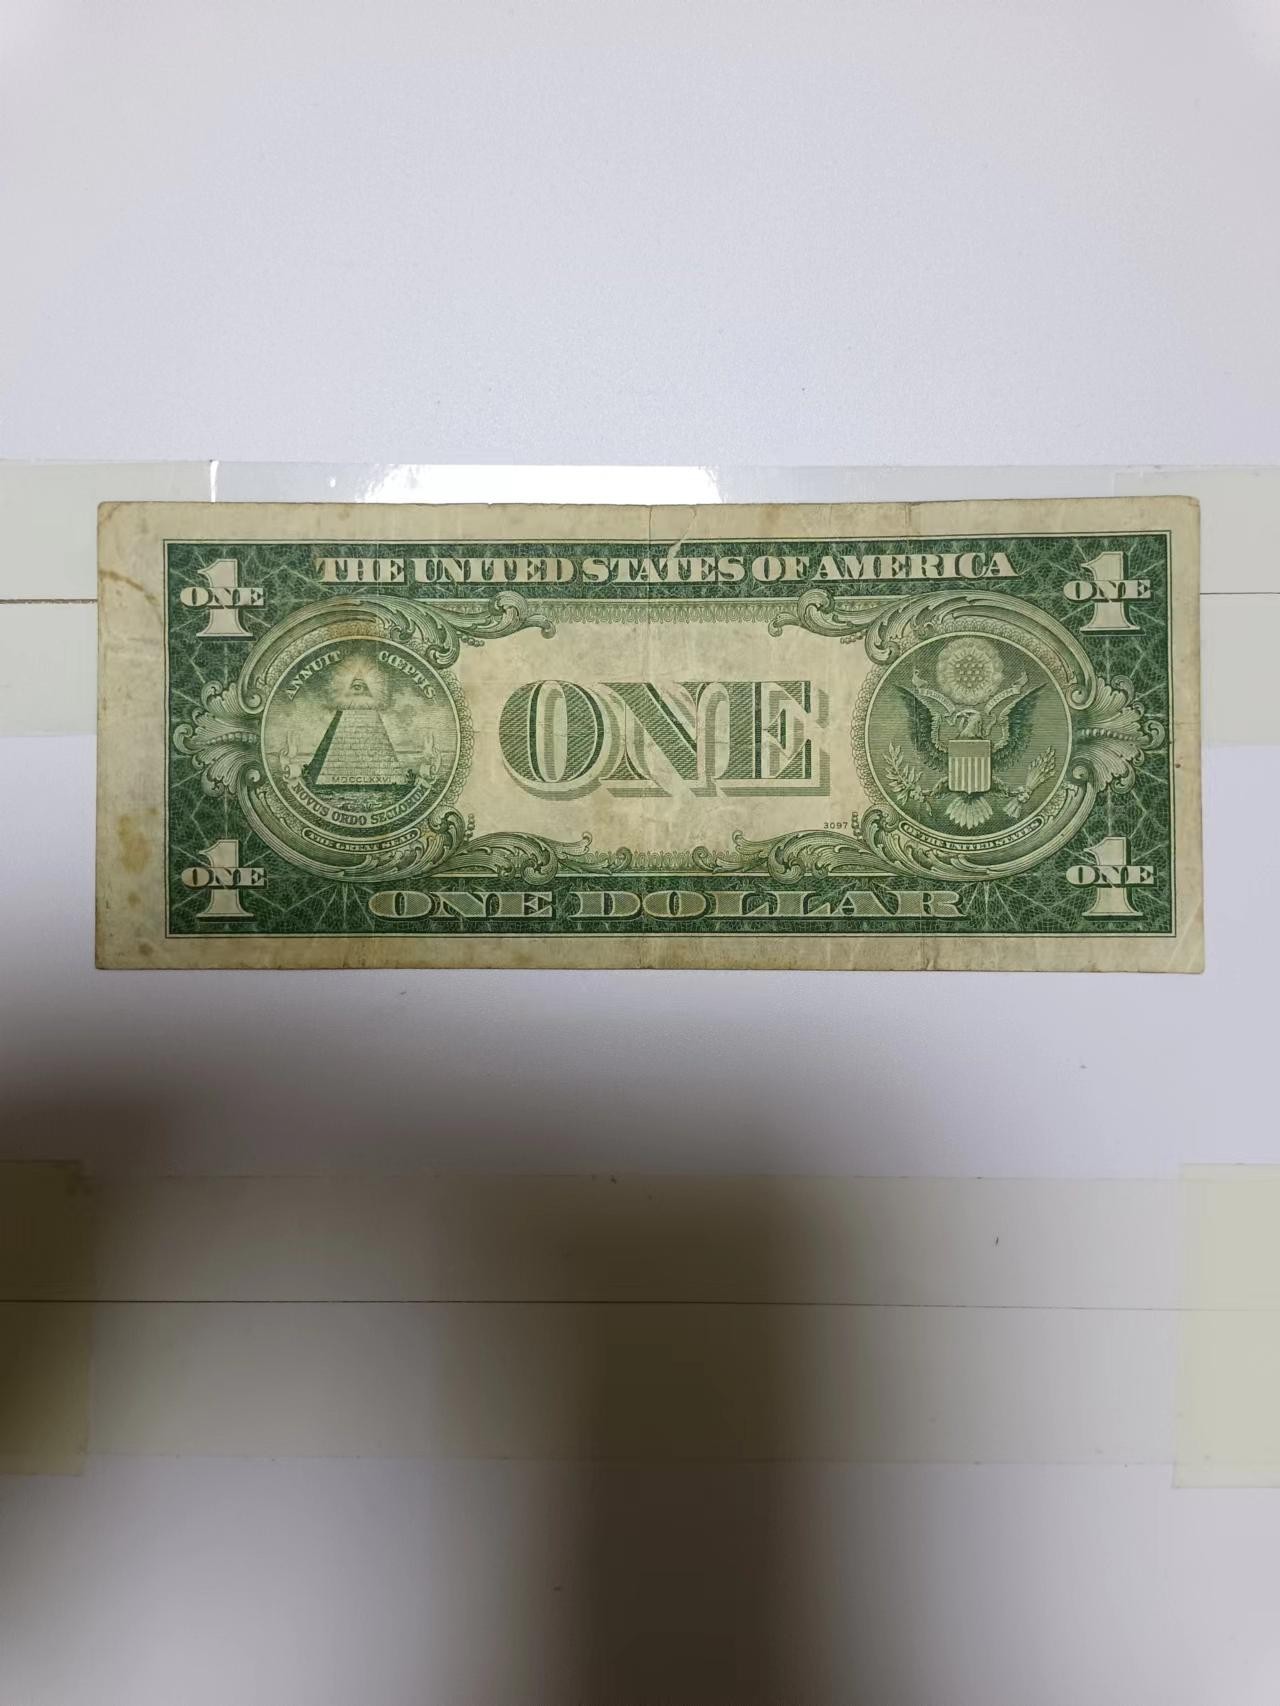 THE UNITED STATES OF AMERICA
1
ONE
1
ONE
ANNUIT CŒPTIS
ONE
MDCCLXXVI
NOVUS ORDO SECLORUM
THE GREAT SEAL
3097
OF THE UNITED STATES
1
ONE
1
ONE
ONE DOLLAR